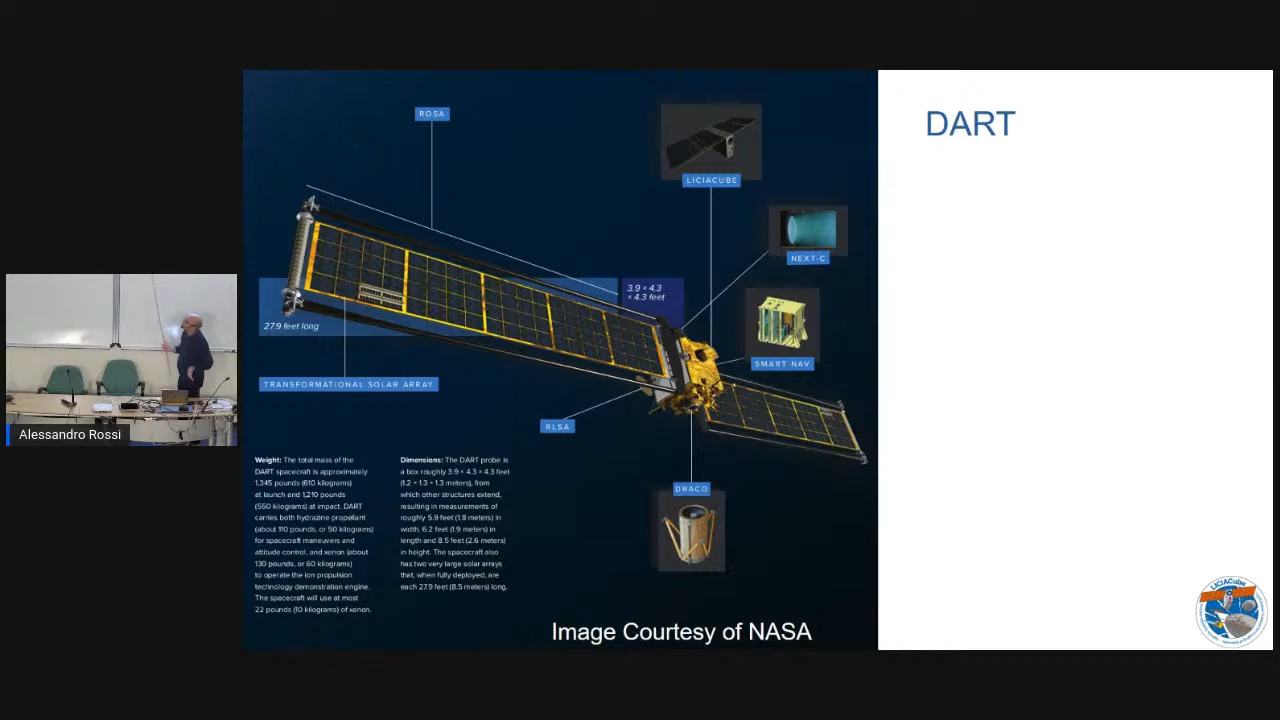 DART
ROSA
LICIACUBE
NEXT-C
3.9 × 4.3
× 4.3 feet
27.9 feet long
SMART NAV
TRANSFORMATIONAL SOLAR ARRAY
RLSA
Alessandro Rossi
DRACO
Weight: The total mass of the
DART spacecraft is approximately
1,345 pounds (610 kilograms)
at launch and 1,210 pounds
(550 kilograms) at impact. DART
carries both hydrazine propellant
(about 110 pounds, or 50 kilograms)
for spacecraft maneuvers and
attitude control, and xenon (about
130 pounds, or 60 kilograms)
to operate the ion propulsion
technology demonstration engine.
The spacecraft will use at most
22 pounds (10 kilograms) of xenon.
Dimensions: The DART probe is
a box roughly 3.9 × 4.3 × 4.3 feet
(1.2 × 1.3 × 1.3 meters), from
which other structures extend,
resulting in measurements of
roughly 5.9 feet (1.8 meters) in
width, 6.2 feet (1.9 meters) in
length and 8.5 feet (2.6 meters)
in height. The spacecraft also
has two very large solar arrays
that, when fully deployed, are
each 27.9 feet (8.5 meters) long.
Image Courtesy of NASA
LICIACube